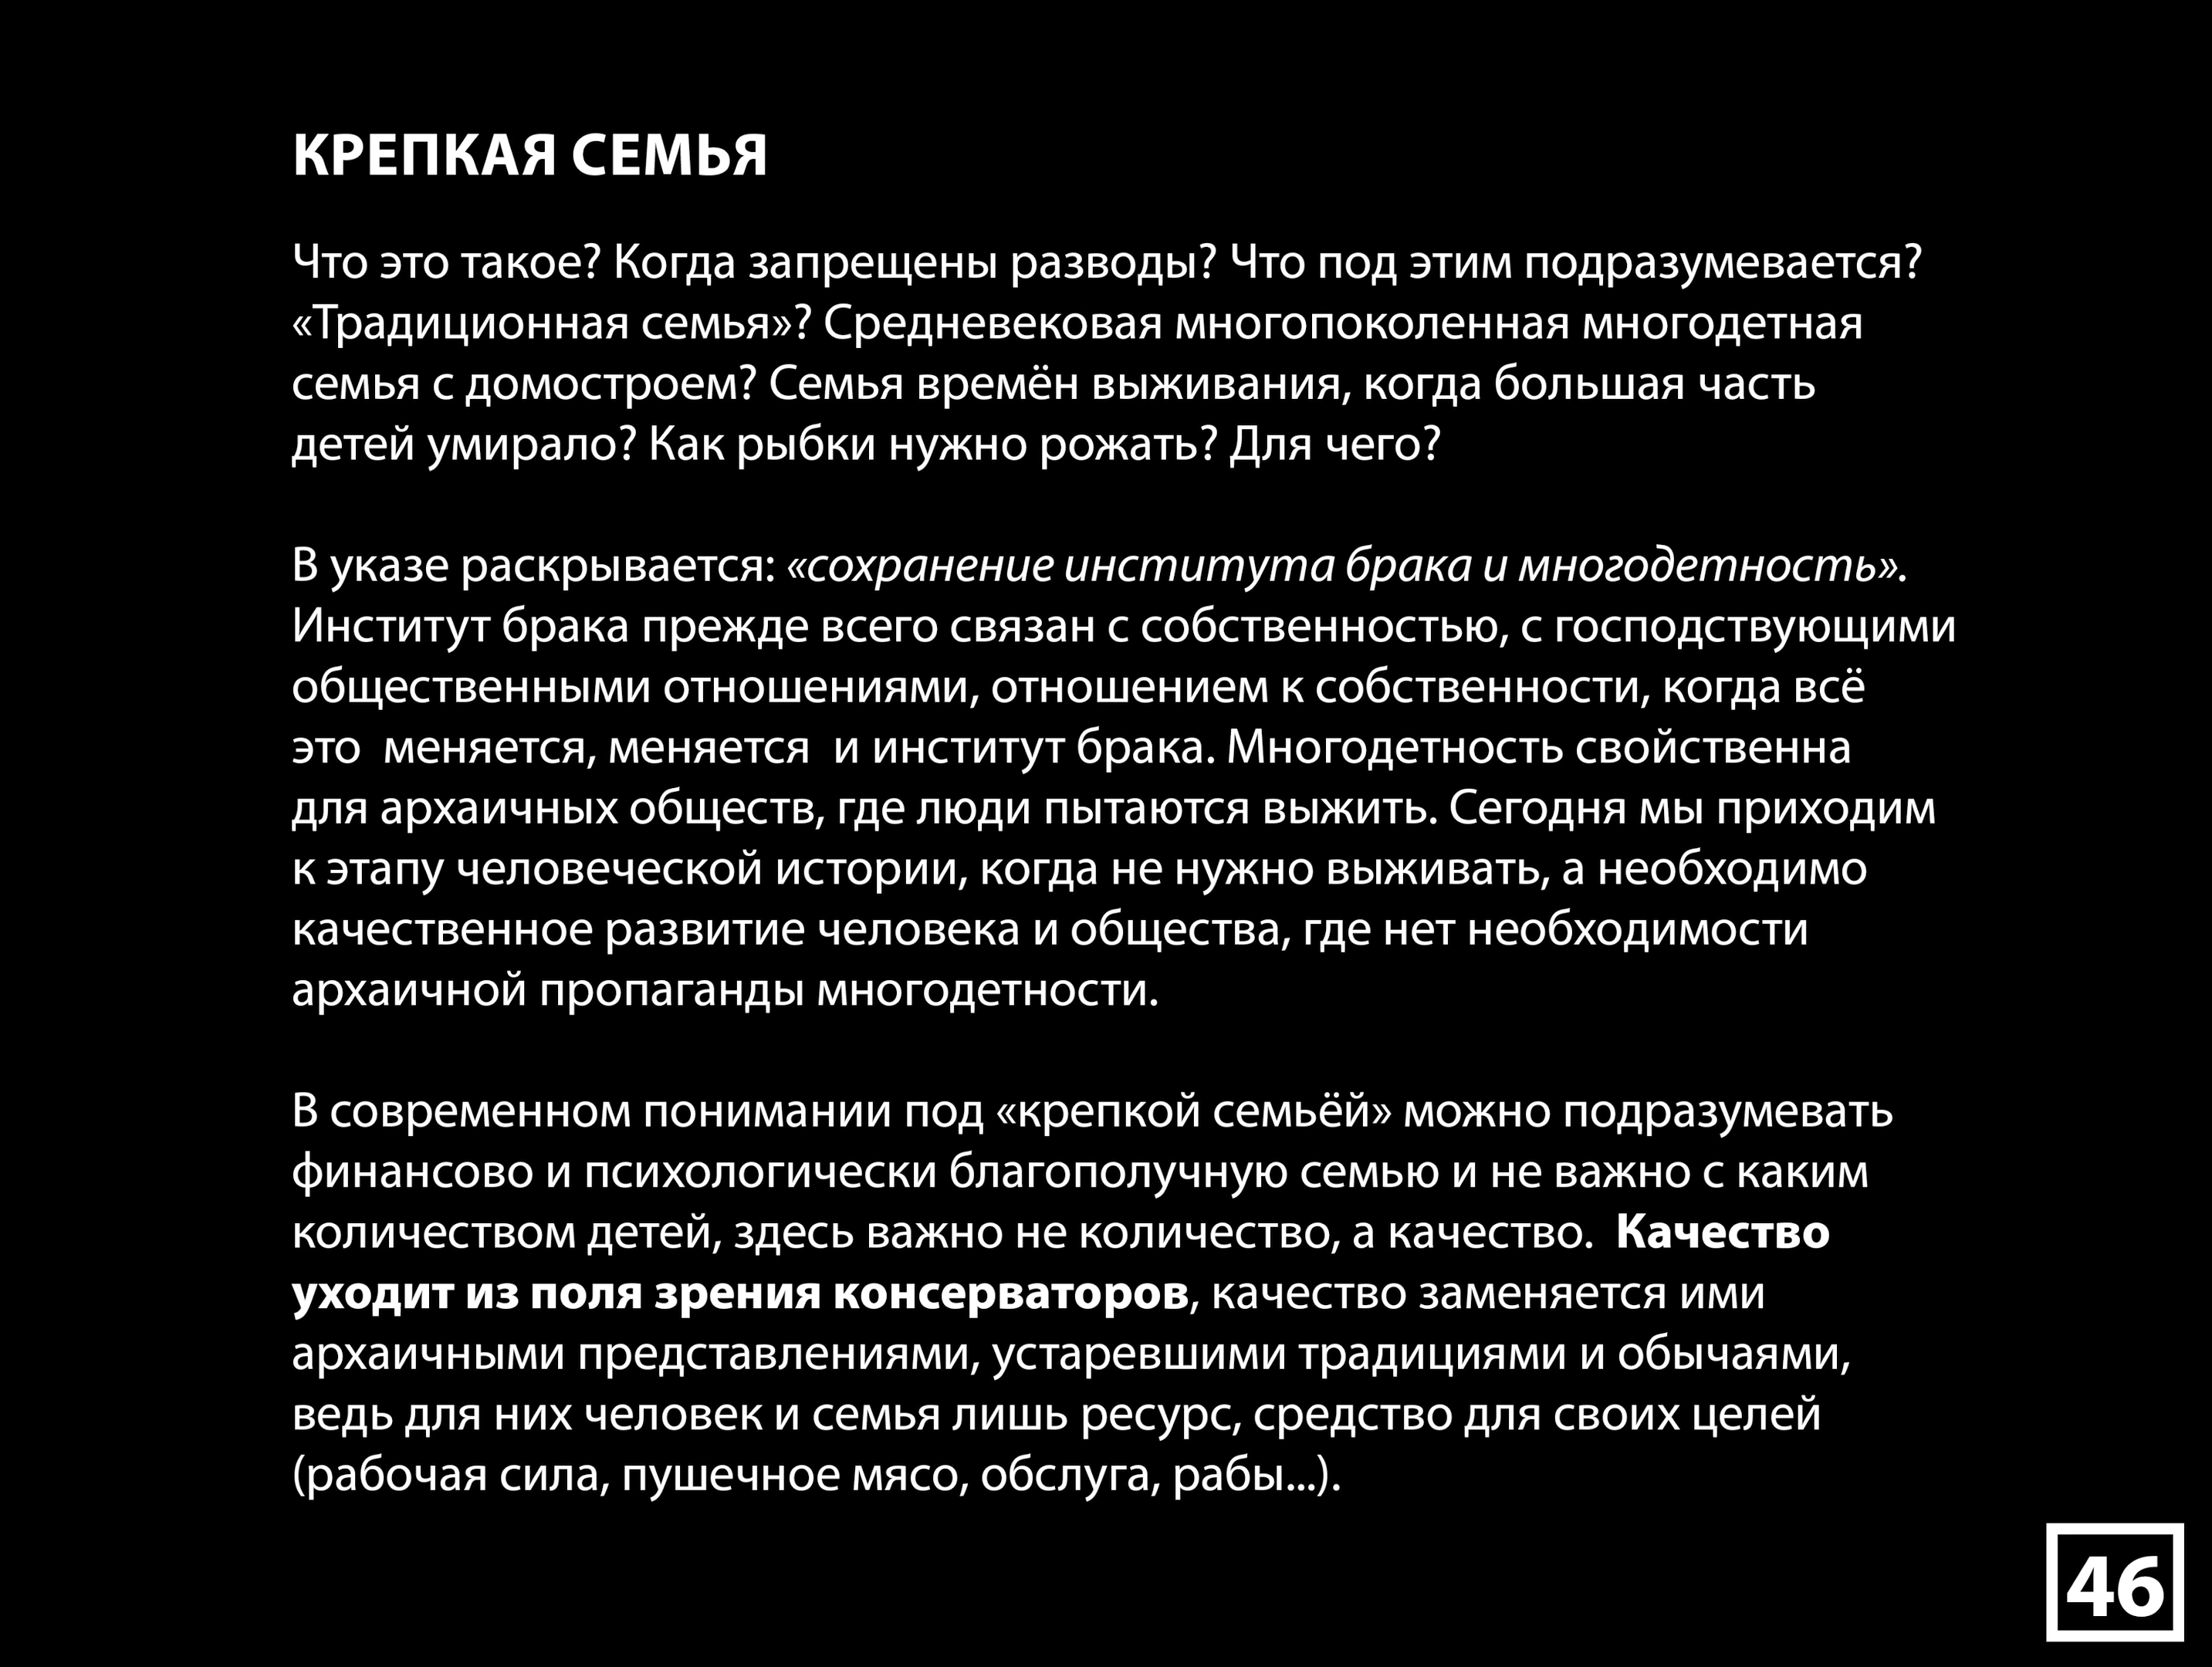 КРЕПКАЯ СЕМЬЯ
Что это такое? Когда запрещены разводы? Что под этим подразумевается?
«Традиционная семья»? Средневековая многопоколенная многодетная
семья с домостроем? Семья времён выживания, когда большая часть
детей умирало? Как рыбки нужно рожать? Для чего?
В указе раскрывается: «сохранение института брака и многодетность».
Институт брака прежде всего связан с собственностью, с господствующими
общественными отношениями, отношением к собственности, когда всё
это  меняется, меняется  и институт брака. Многодетность свойственна
для архаичных обществ, где люди пытаются выжить. Сегодня мы приходим
к этапу человеческой истории, когда не нужно выживать, а необходимо
качественное развитие человека и общества, где нет необходимости
архаичной пропаганды многодетности.
В современном понимании под «крепкой семьёй» можно подразумевать
финансово и психологически благополучную семью и не важно с каким
количеством детей, здесь важно не количество, а качество.  Качество
уходит из поля зрения консерваторов, качество заменяется ими
архаичными представлениями, устаревшими традициями и обычаями,
ведь для них человек и семья лишь ресурс, средство для своих целей
(рабочая сила, пушечное мясо, обслуга, рабы...).
46